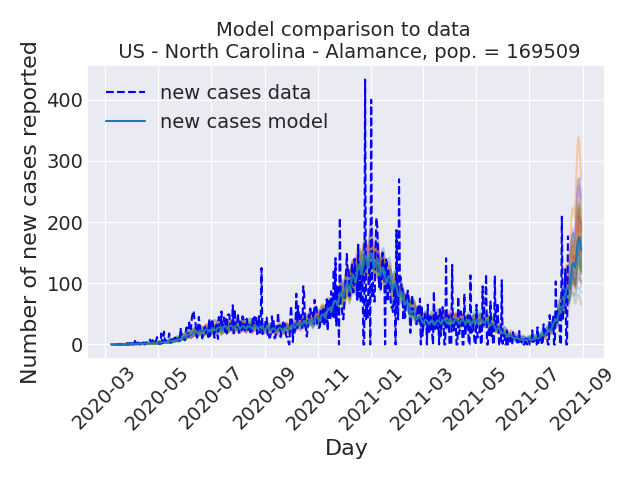 Model comparison to data
US - North Carolina - Alamance, pop. = 169509
Number of new cases reported
400
300
200
100
0
new cases data
new cases model
2020-03
2020-05
2020-07
2020-09
2020-11
2021-01
2021-03
2021-05
2021-07
2021-09
Day